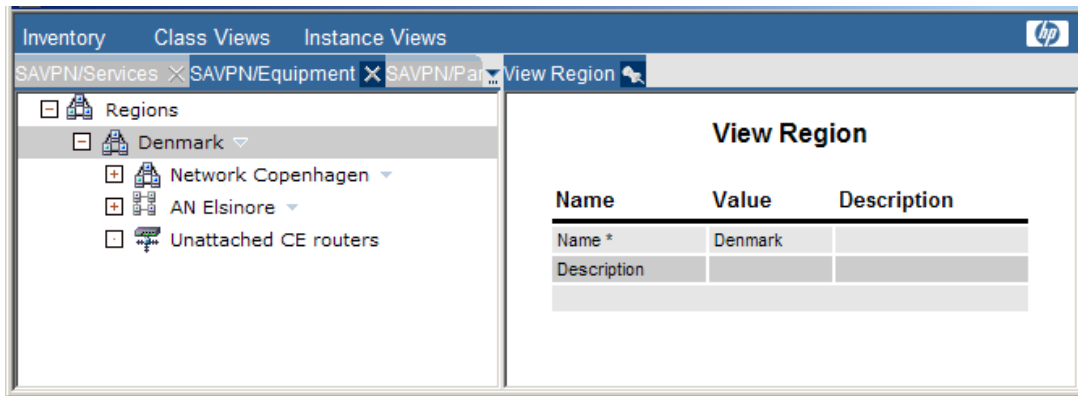 Inventory Class Views Instance Views
hp
SAVPN/Services SAVPN/Equipment SAVPN/Par View Region
Regions
Denmark
Network Copenhagen
AN Elsinore
Unattached CE routers
View Region
Name Value Description
Name * Denmark
Description